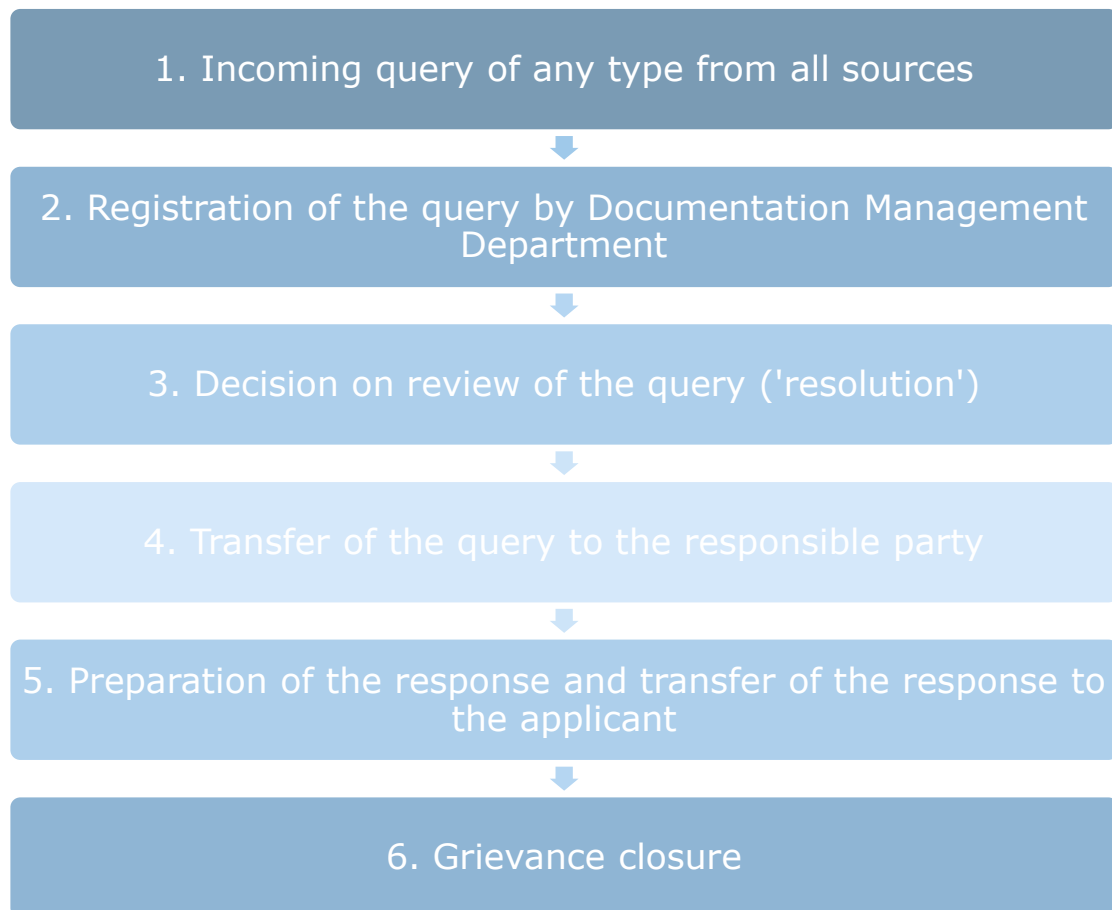 1. Incoming query of any type from all sources
2. Registration of the query by Documentation Management
Department
3. Decision on review of the query ('resolution')
4. Transfer of the query to the responsible party
5. Preparation of the response and transfer of the response to
the applicant
6. Grievance closure